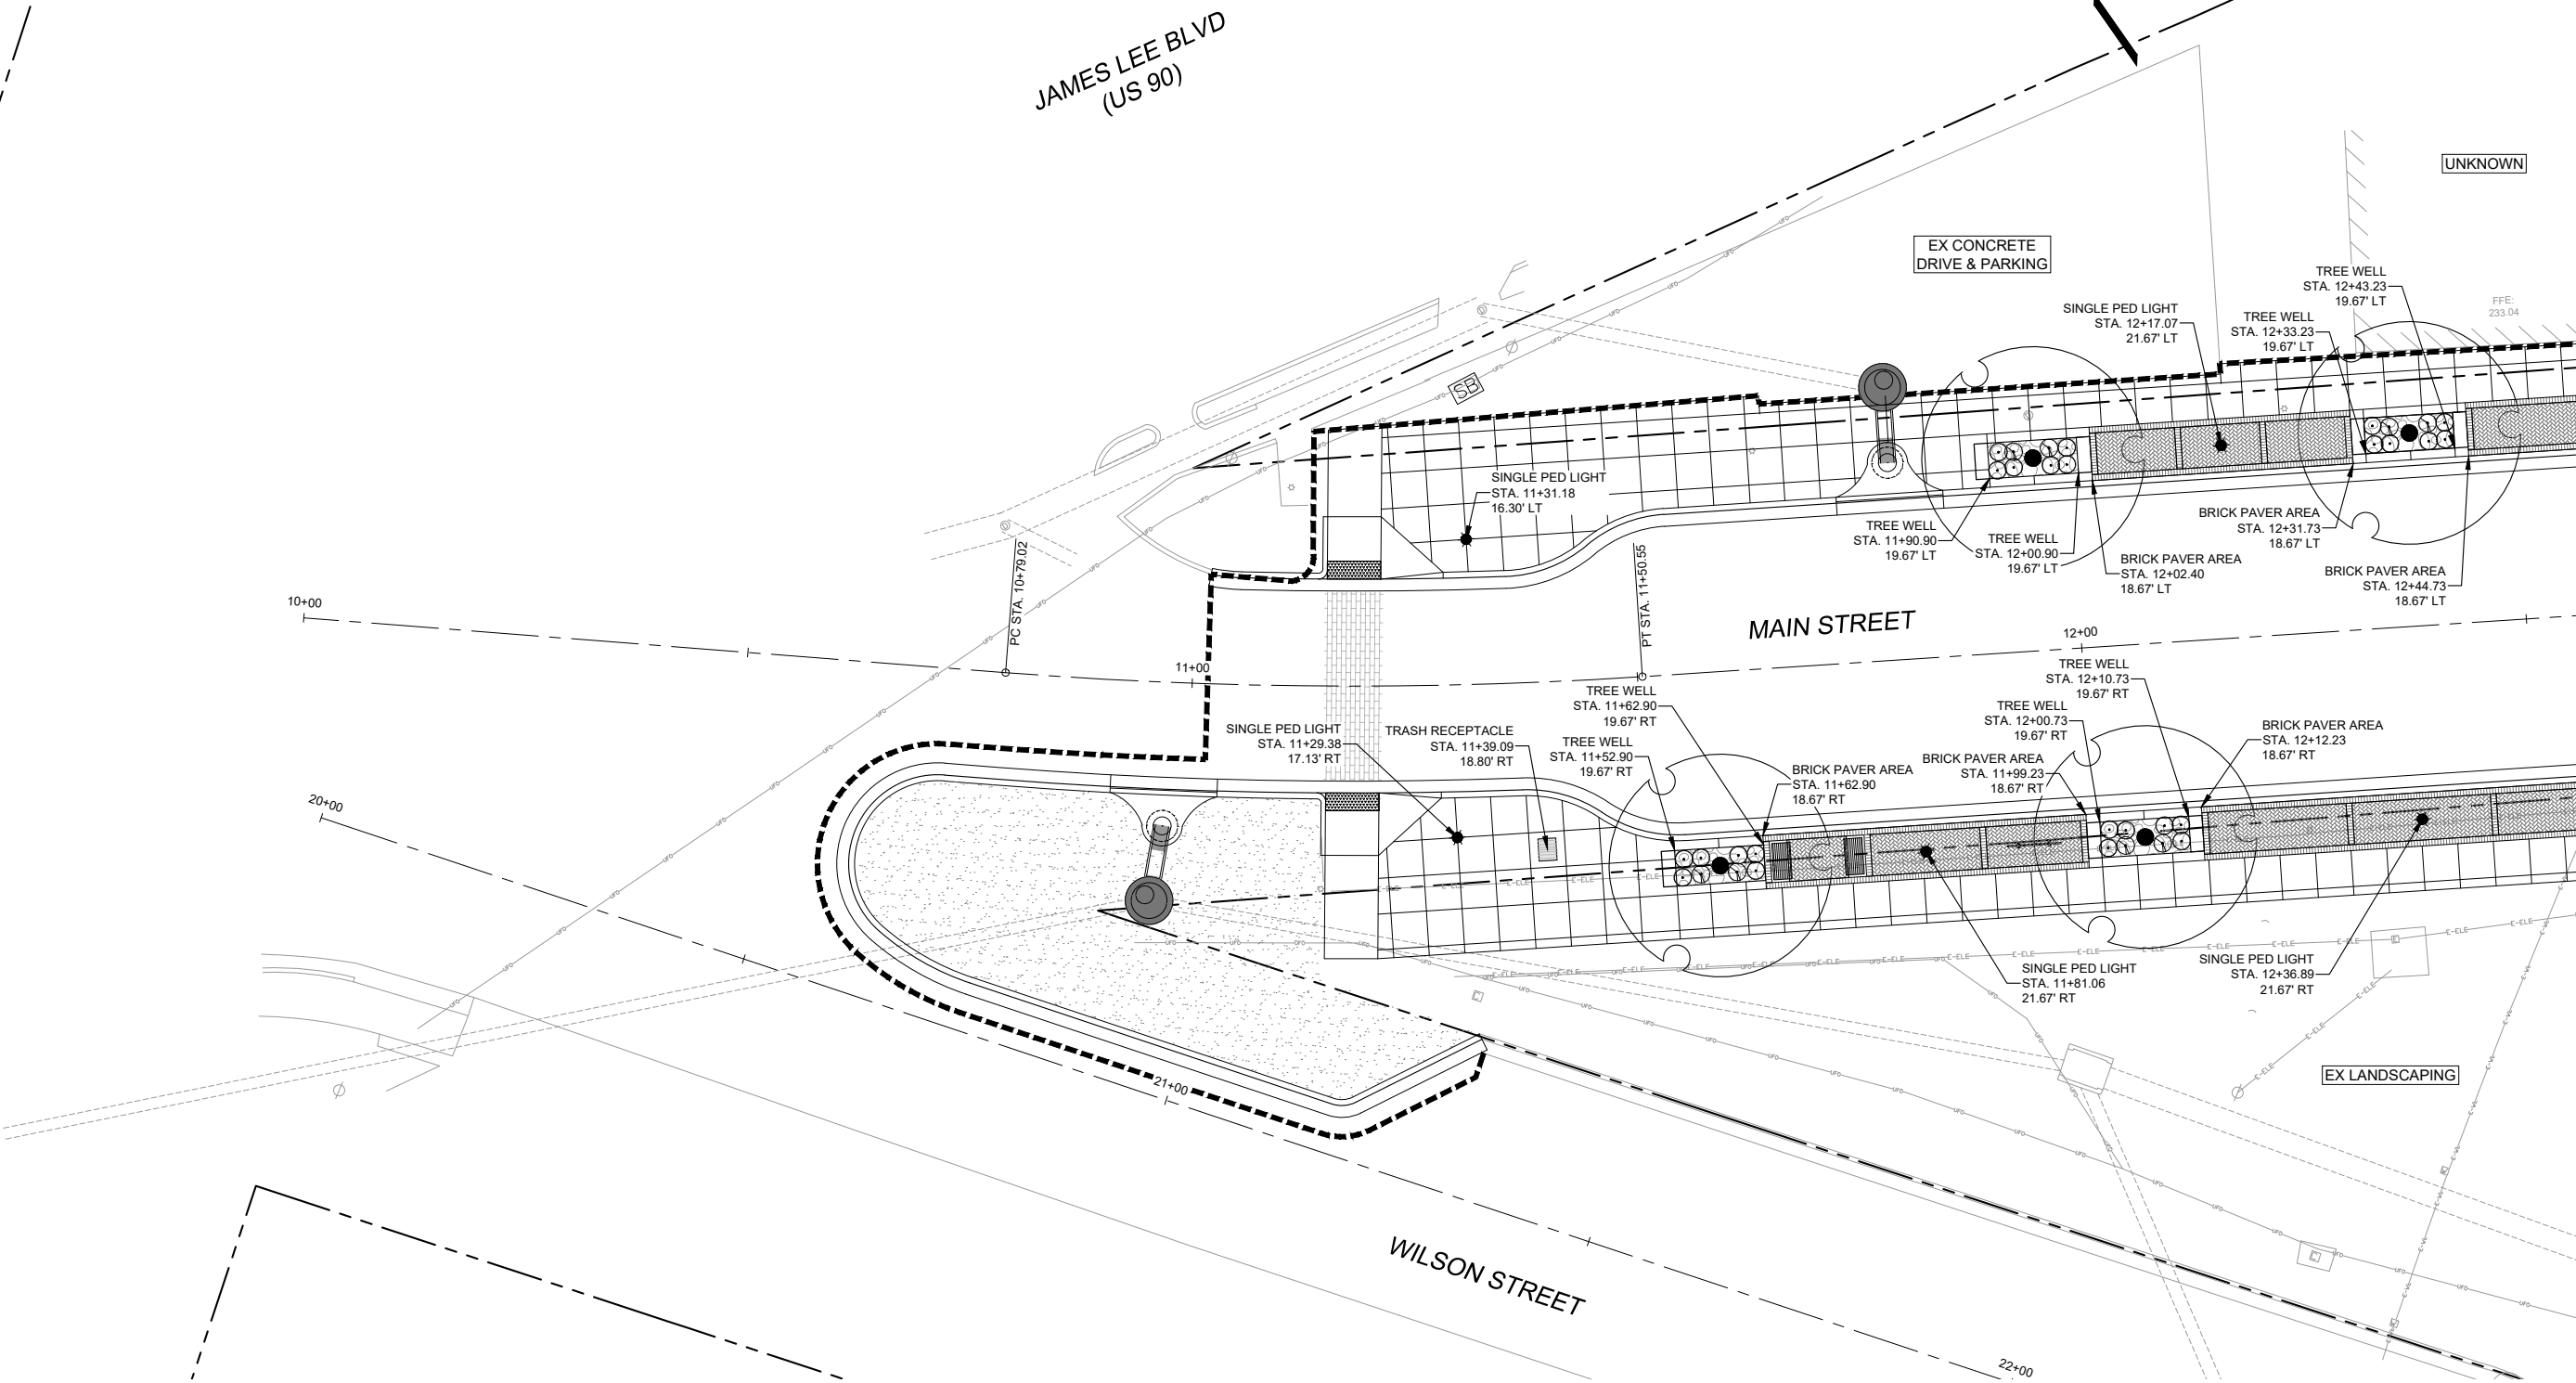 JAMES LEE BLVD
(US 90)
UNKNOWN
EX CONCRETE
DRIVE & PARKING
TREE WELL
STA. 12+43.23
19.67' LT
FFE:
233.04
SINGLE PED LIGHT
STA. 12+17.07
21.67' LT
TREE WELL
STA. 12+33.23
19.67' LT
SB
SINGLE PED LIGHT
STA. 11+31.18
16.30' LT
TREE WELL
STA. 11+90.90
19.67' LT
TREE WELL
STA. 12+00.90
19.67' LT
BRICK PAVER AREA
STA. 12+02.40
18.67' LT
BRICK PAVER AREA
STA. 12+31.73
18.67' LT
BRICK PAVER AREA
STA. 12+44.73
18.67' LT
10+00
PC STA. 10+79.02
11+00
PT STA. 11+50.55
MAIN STREET
12+00
TREE WELL
STA. 12+10.73
19.67' RT
TREE WELL
STA. 11+62.90
19.67' RT
TREE WELL
STA. 12+00.73
19.67' RT
SINGLE PED LIGHT
STA. 11+29.38
17.13' RT
TRASH RECEPTACLE
STA. 11+39.09
18.80' RT
TREE WELL
STA. 11+52.90
19.67' RT
BRICK PAVER AREA
STA. 11+62.90
18.67' RT
BRICK PAVER AREA
STA. 11+99.23
18.67' RT
BRICK PAVER AREA
STA. 12+12.23
18.67' RT
20+00
SINGLE PED LIGHT
STA. 11+81.06
21.67' RT
SINGLE PED LIGHT
STA. 12+36.89
21.67' RT
EX LANDSCAPING
21+00
WILSON STREET
22+00